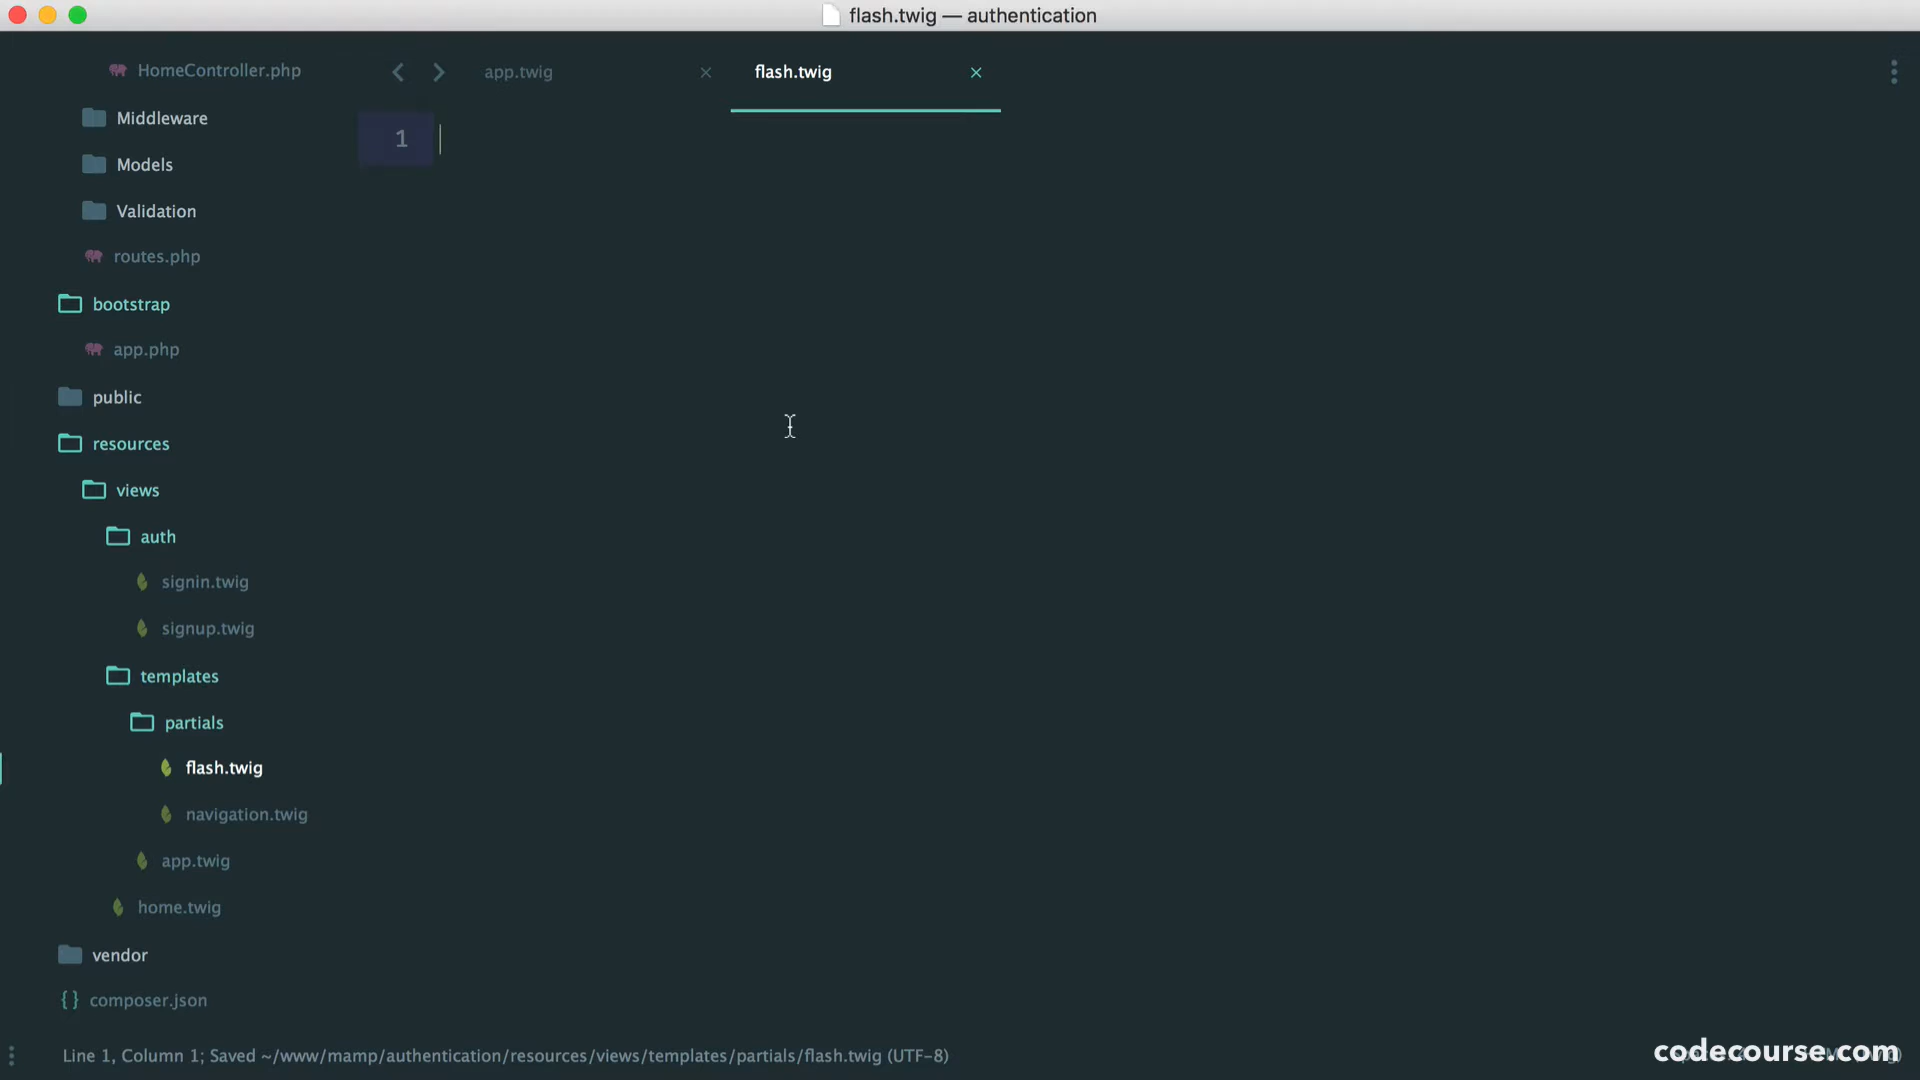 flash.twig — authentication
HomeController.php
app.twig
flash.twig
Middleware
1
Models
Validation
routes.php
bootstrap
app.php
public
resources
views
auth
signin.twig
signup.twig
templates
partials
flash.twig
navigation.twig
app.twig
home.twig
vendor
{ } composer.json
Line 1, Column 1; Saved ~/www/mamp/authentication/resources/views/templates/partials/flash.twig (UTF-8)
codecourse.com